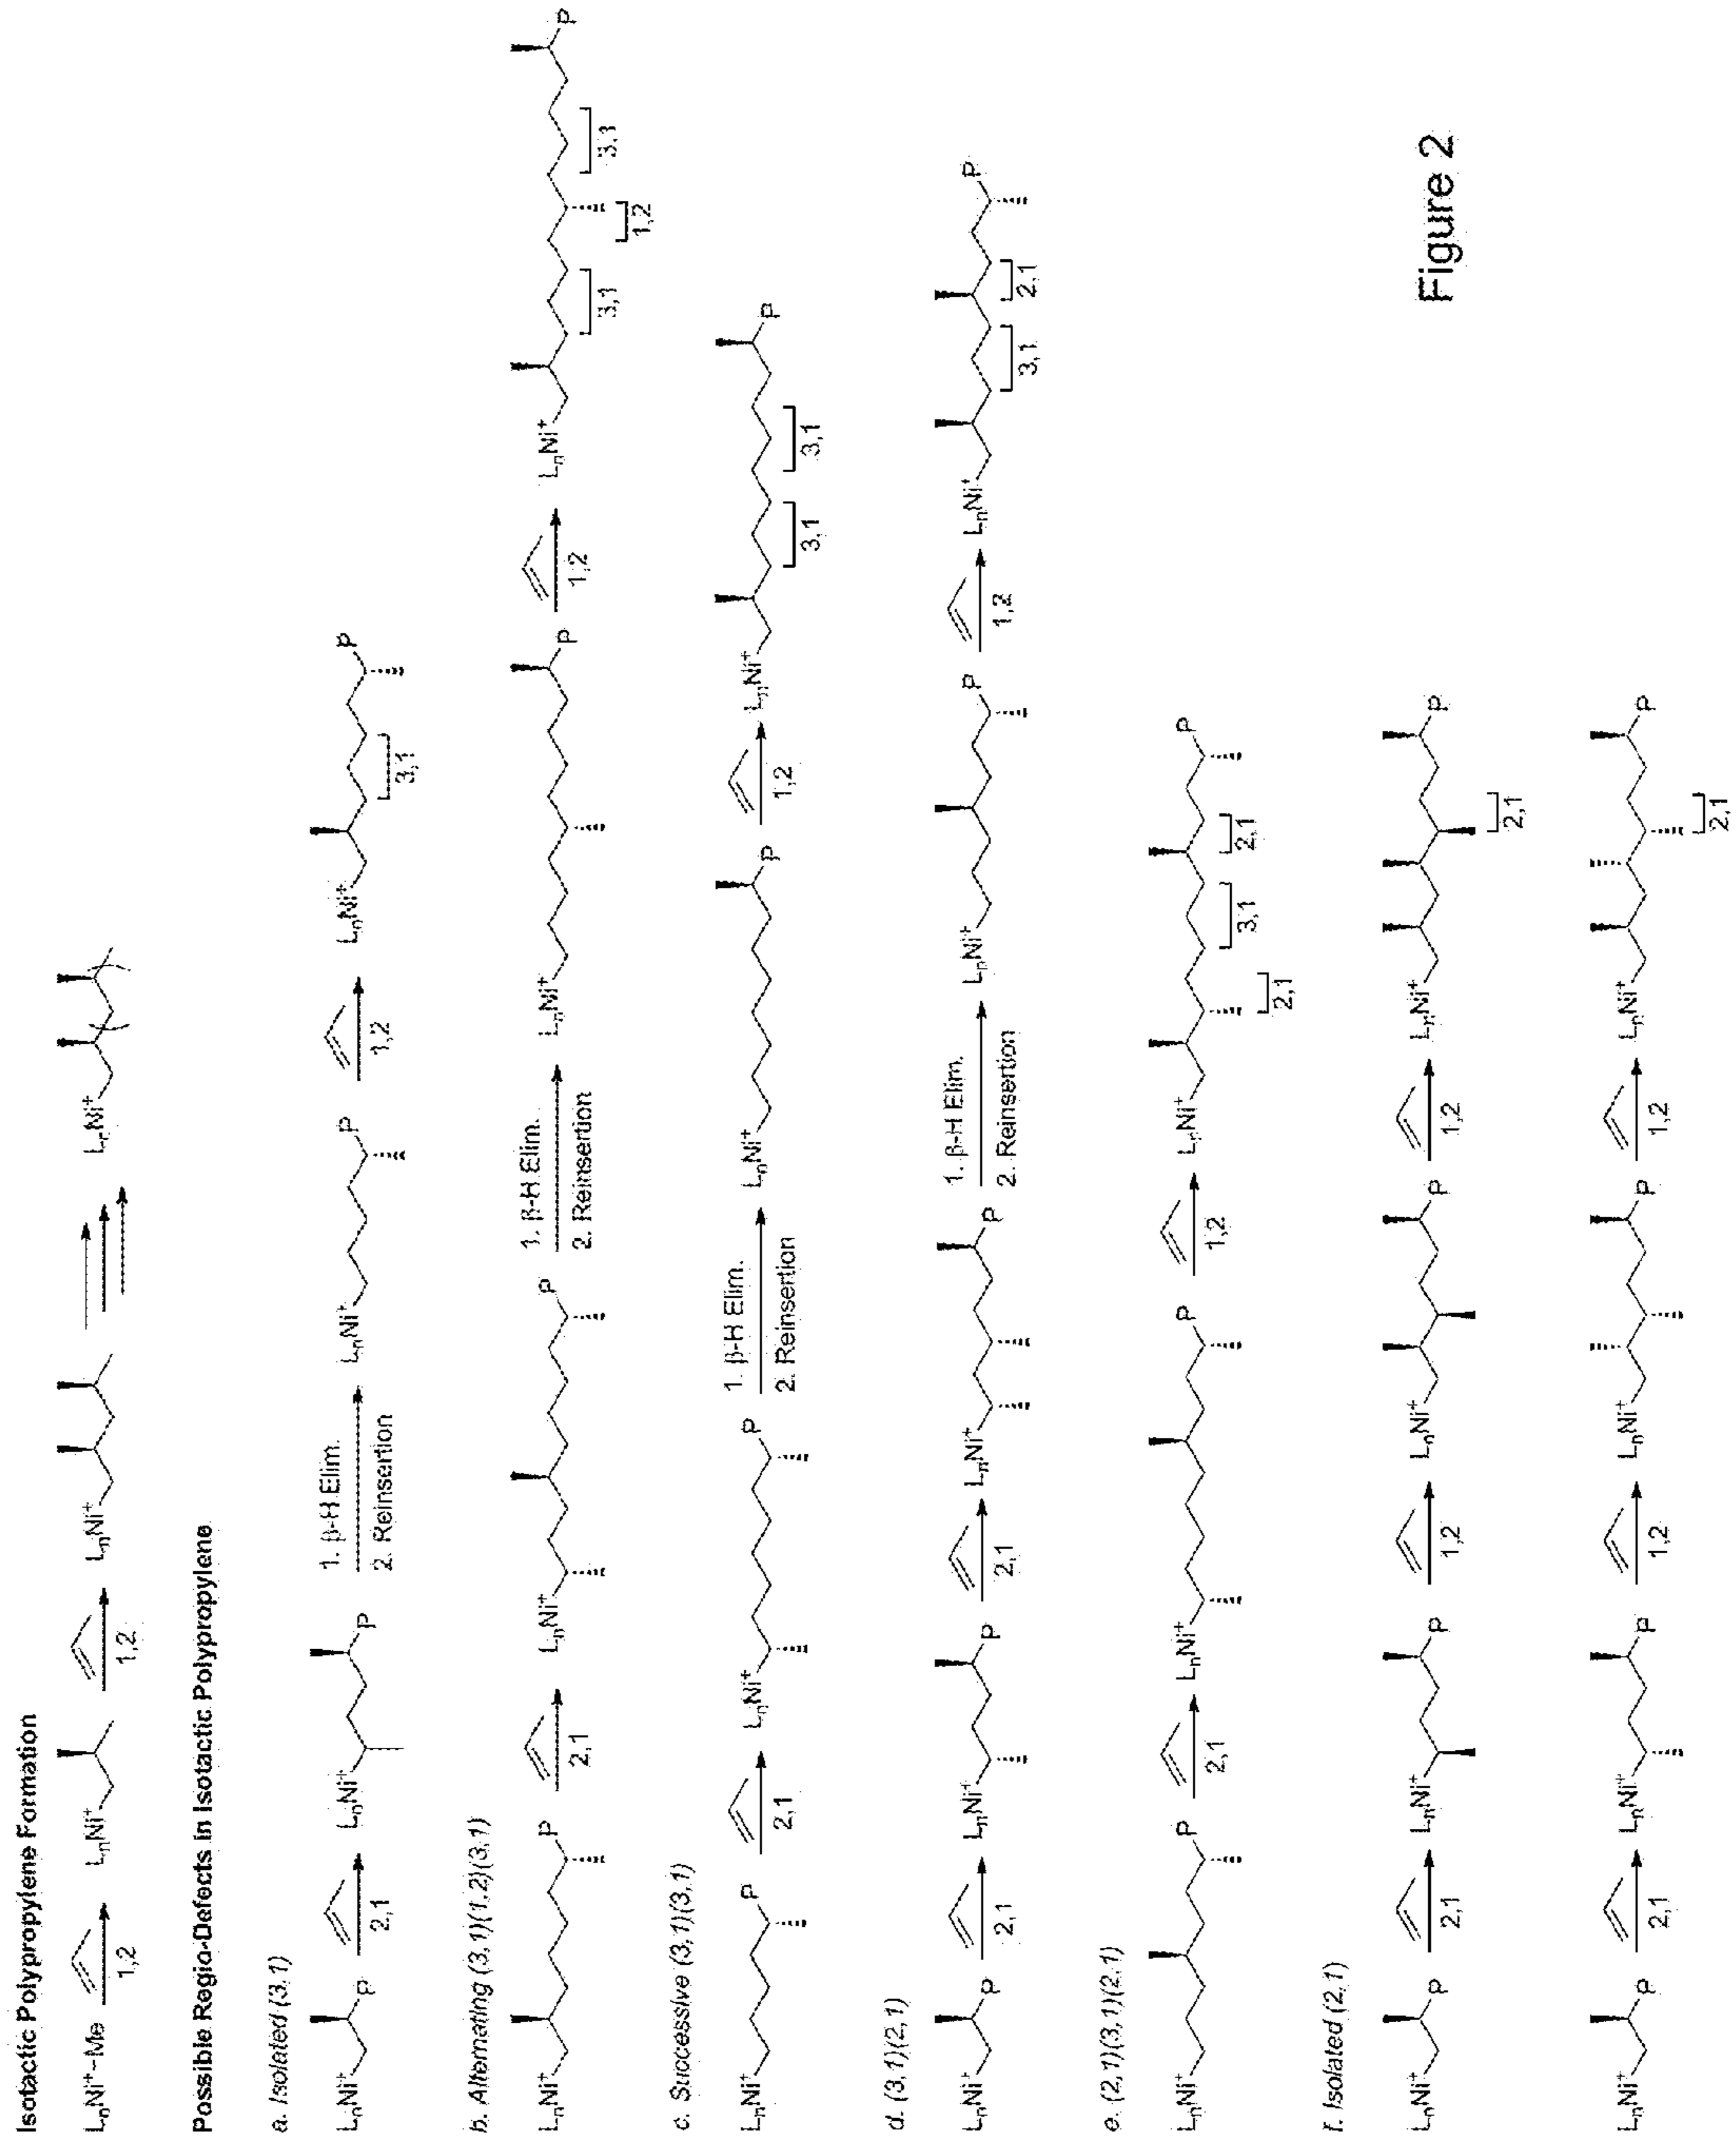 Isotactic Polypropylene Formation
LnNi⁺–Me
1,2
LnNi⁺
1,2
LnNi⁺
LnNi⁺
Possible Regio-Defects in Isotactic Polypropylene
a. Isolated (3,1)
LnNi⁺
P
2,1
LnNi⁺
P
1. β-H Elim.
2. Reinsertion
LnNi⁺
P
1,2
LnNi⁺
P
3,1
b. Alternating (3,1)(1,2)(3,1)
LnNi⁺
P
2,1
LnNi⁺
P
1. β-H Elim.
2. Reinsertion
LnNi⁺
P
1,2
LnNi⁺
P
3,1
1,2
3,3
c. Successive (3,1)(3,1)
LnNi⁺
P
2,1
LnNi⁺
P
1. β-H Elim.
2. Reinsertion
LnNi⁺
P
1,2
LnNi⁺
P
3,1
3,1
d. (3,1)(2,1)
LnNi⁺
P
2,1
LnNi⁺
P
2,1
LnNi⁺
P
1. β-H Elim.
2. Reinsertion
LnNi⁺
P
1,2
LnNi⁺
P
3,1
2,1
e. (2,1)(3,1)(2,1)
LnNi⁺
P
2,1
LnNi⁺
P
1,2
LnNi⁺
P
2,1
3,1
2,1
f. Isolated (2,1)
LnNi⁺
P
2,1
LnNi⁺
P
1,2
LnNi⁺
P
1,2
LnNi⁺
P
2,1
LnNi⁺
P
2,1
LnNi⁺
P
1,2
LnNi⁺
P
1,2
LnNi⁺
P
2,1
Figure 2